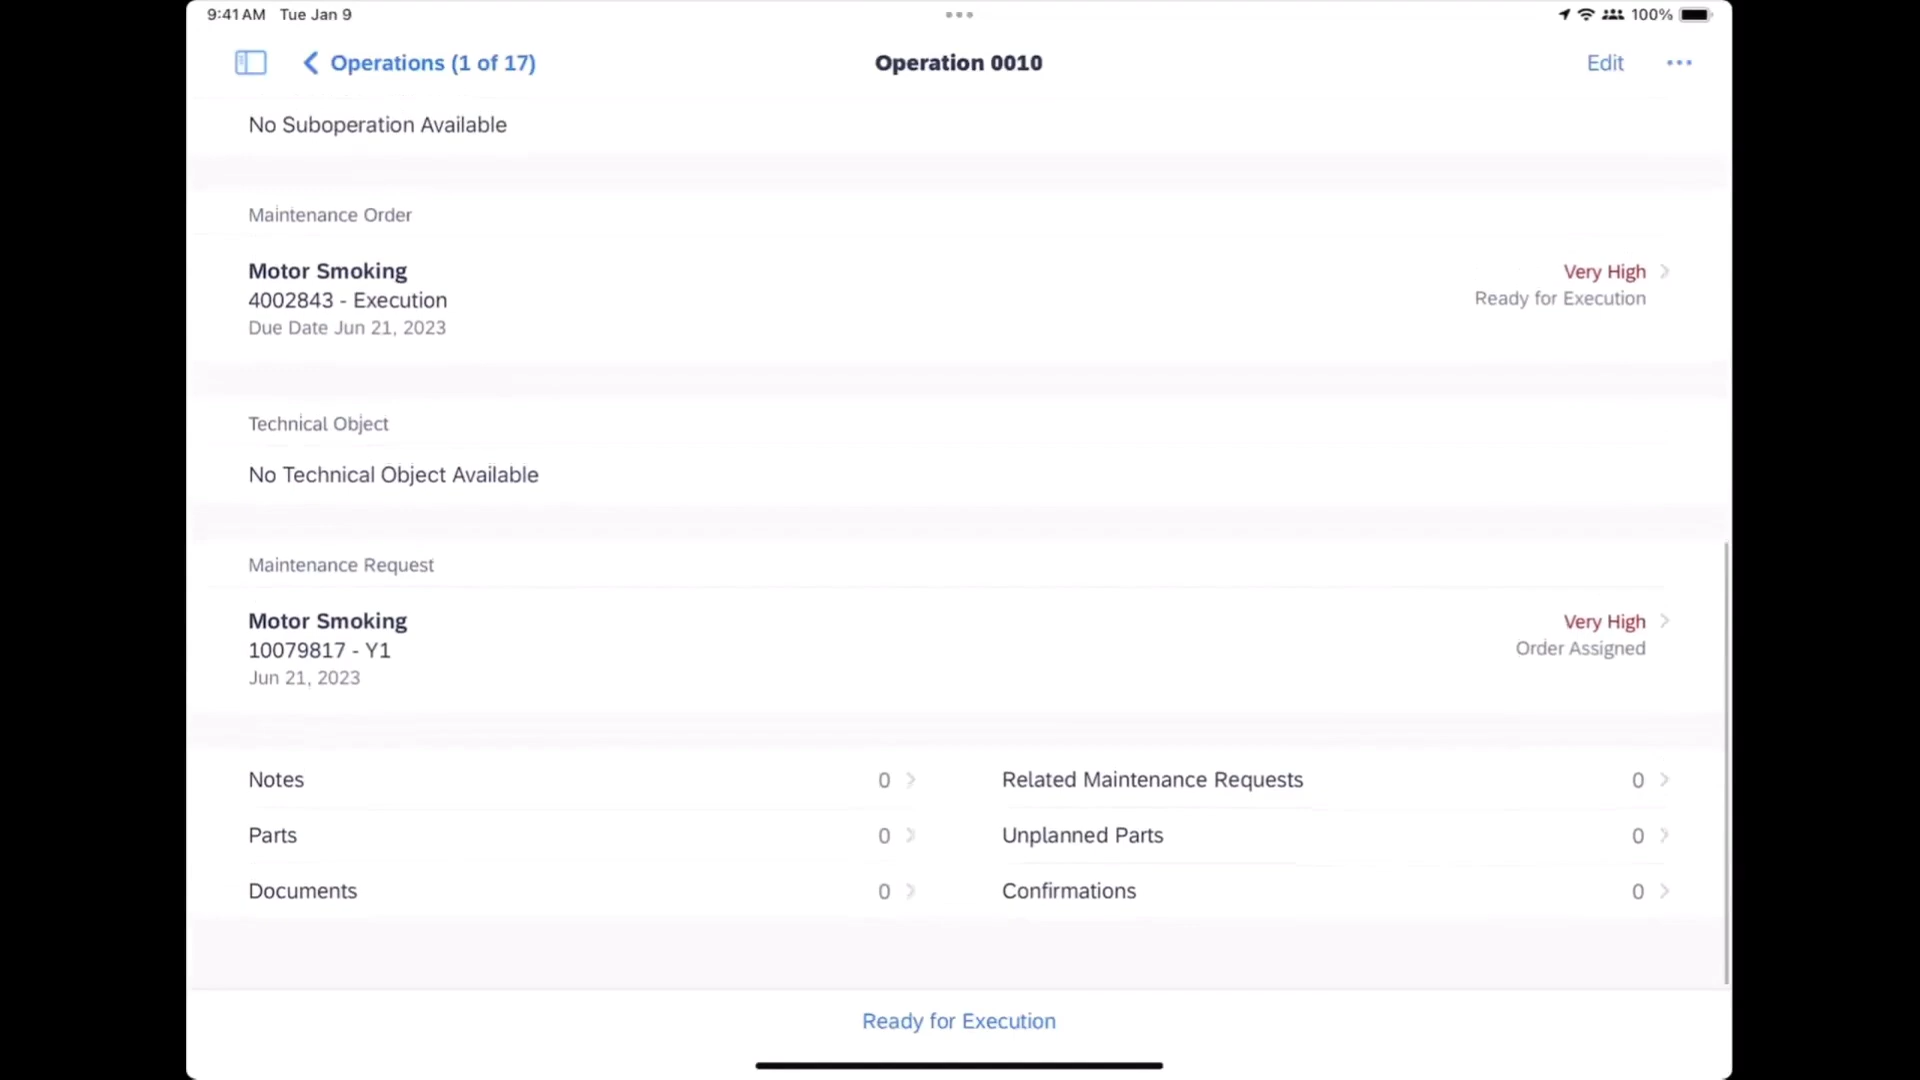 9:41 AM Tue Jan 9
100%
Operations (1 of 17)
Operation 0010
Edit
No Suboperation Available
Maintenance Order
Motor Smoking
Very High
4002843 - Execution
Ready for Execution
Due Date Jun 21, 2023
Technical Object
No Technical Object Available
Maintenance Request
Motor Smoking
Very High
10079817 - Y1
Order Assigned
Jun 21, 2023
Notes 0
Related Maintenance Requests 0
Parts 0
Unplanned Parts 0
Documents 0
Confirmations 0
Ready for Execution